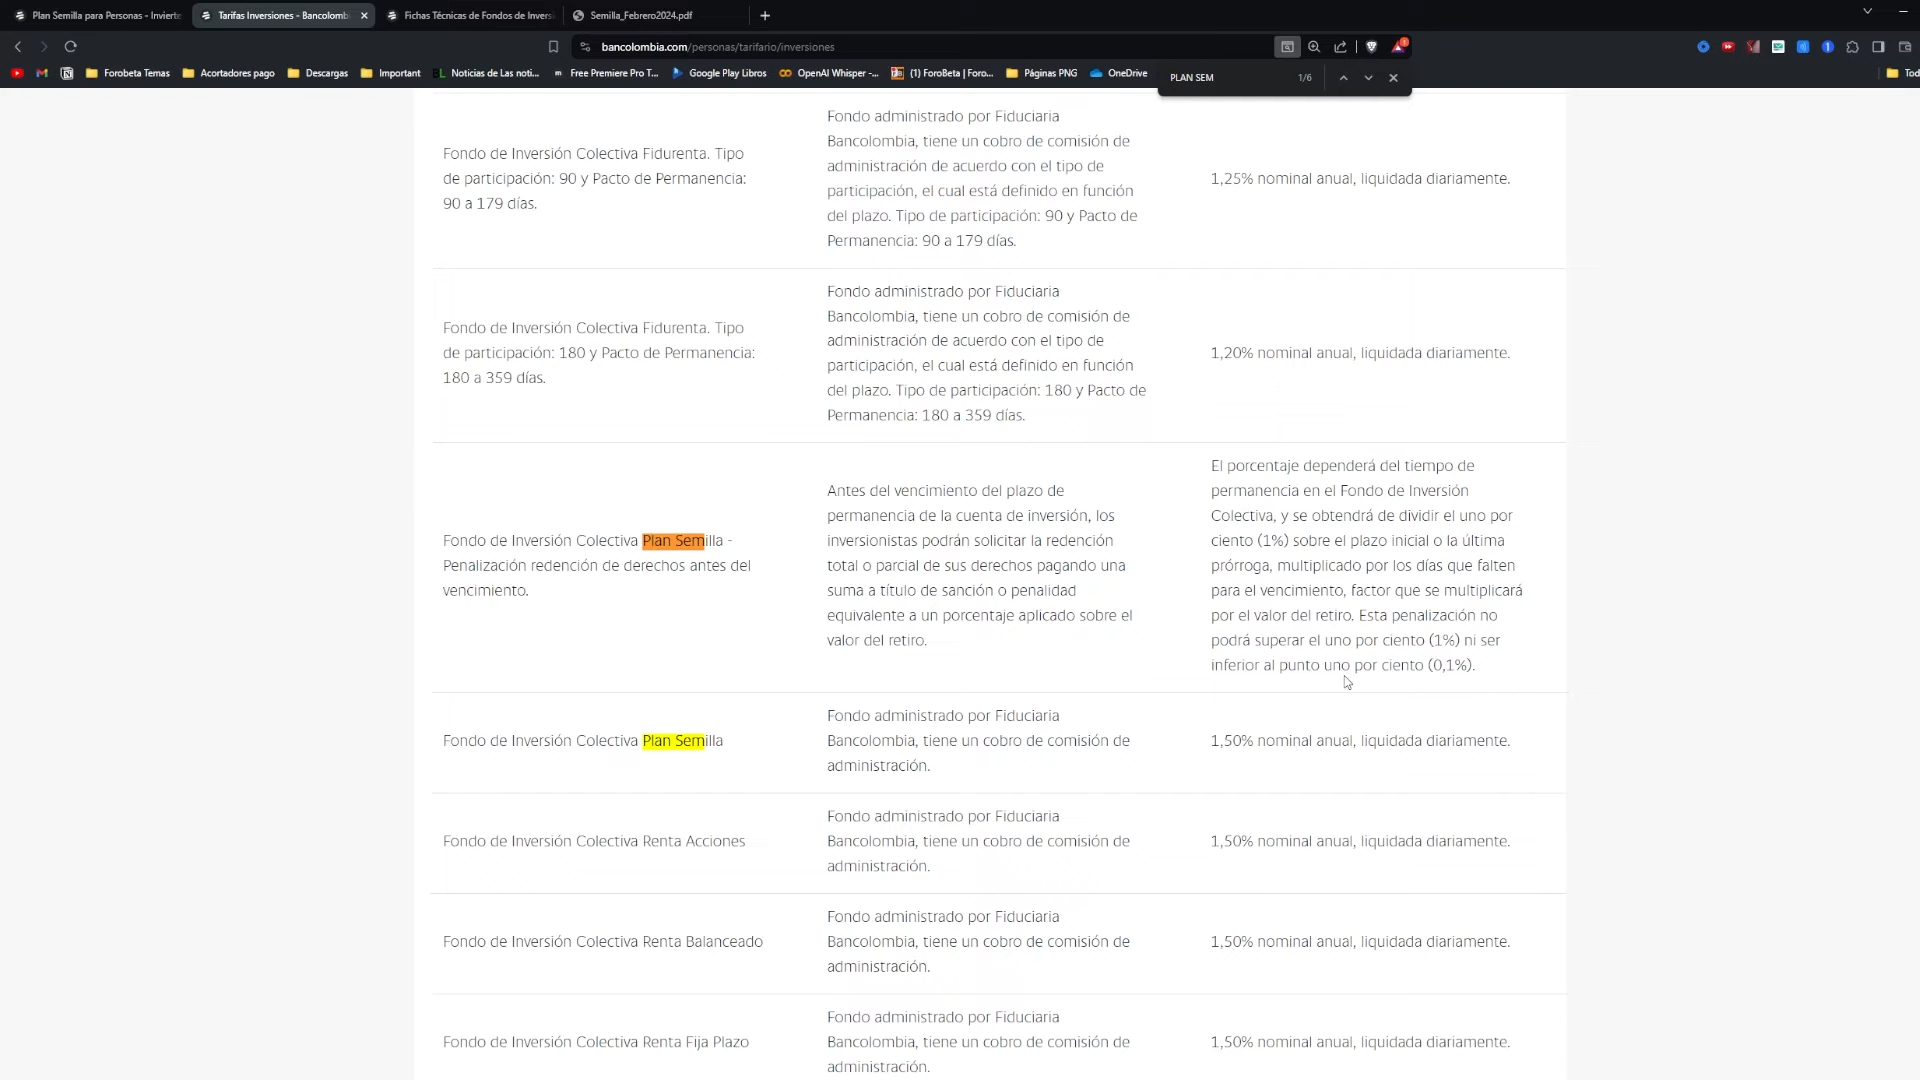 Plan Semilla para Personas - Invierte
Tarifas Inversiones - Bancolombi
Fichas Técnicas de Fondos de Invers
Semilla_Febrero2024.pdf
bancolombia.com/personas/tarifario/inversiones
Forobeta Temas
Acortadores pago
Descargas
Important
Noticias de Las noti...
Free Premiere Pro T...
Google Play Libros
OpenAI Whisper -...
(1) ForoBeta | Foro...
Páginas PNG
OneDrive
Tod
PLAN SEM
1/6
Fondo de Inversión Colectiva Fidurenta. Tipo
de participación: 90 y Pacto de Permanencia:
90 a 179 días.
Fondo administrado por Fiduciaria
Bancolombia, tiene un cobro de comisión de
administración de acuerdo con el tipo de
participación, el cual está definido en función
del plazo. Tipo de participación: 90 y Pacto de
Permanencia: 90 a 179 días.
1,25% nominal anual, liquidada diariamente.
Fondo de Inversión Colectiva Fidurenta. Tipo
de participación: 180 y Pacto de Permanencia:
180 a 359 días.
Fondo administrado por Fiduciaria
Bancolombia, tiene un cobro de comisión de
administración de acuerdo con el tipo de
participación, el cual está definido en función
del plazo. Tipo de participación: 180 y Pacto de
Permanencia: 180 a 359 días.
1,20% nominal anual, liquidada diariamente.
Fondo de Inversión Colectiva Plan Semilla -
Penalización redención de derechos antes del
vencimiento.
Antes del vencimiento del plazo de
permanencia de la cuenta de inversión, los
inversionistas podrán solicitar la redención
total o parcial de sus derechos pagando una
suma a título de sanción o penalidad
equivalente a un porcentaje aplicado sobre el
valor del retiro.
El porcentaje dependerá del tiempo de
permanencia en el Fondo de Inversión
Colectiva, y se obtendrá de dividir el uno por
ciento (1%) sobre el plazo inicial o la última
prórroga, multiplicado por los días que falten
para el vencimiento, factor que se multiplicará
por el valor del retiro. Esta penalización no
podrá superar el uno por ciento (1%) ni ser
inferior al punto uno por ciento (0,1%).
Fondo de Inversión Colectiva Plan Semilla
Fondo administrado por Fiduciaria
Bancolombia, tiene un cobro de comisión de
administración.
1,50% nominal anual, liquidada diariamente.
Fondo de Inversión Colectiva Renta Acciones
Fondo administrado por Fiduciaria
Bancolombia, tiene un cobro de comisión de
administración.
1,50% nominal anual, liquidada diariamente.
Fondo de Inversión Colectiva Renta Balanceado
Fondo administrado por Fiduciaria
Bancolombia, tiene un cobro de comisión de
administración.
1,50% nominal anual, liquidada diariamente.
Fondo de Inversión Colectiva Renta Fija Plazo
Fondo administrado por Fiduciaria
Bancolombia, tiene un cobro de comisión de
administración.
1,50% nominal anual, liquidada diariamente.